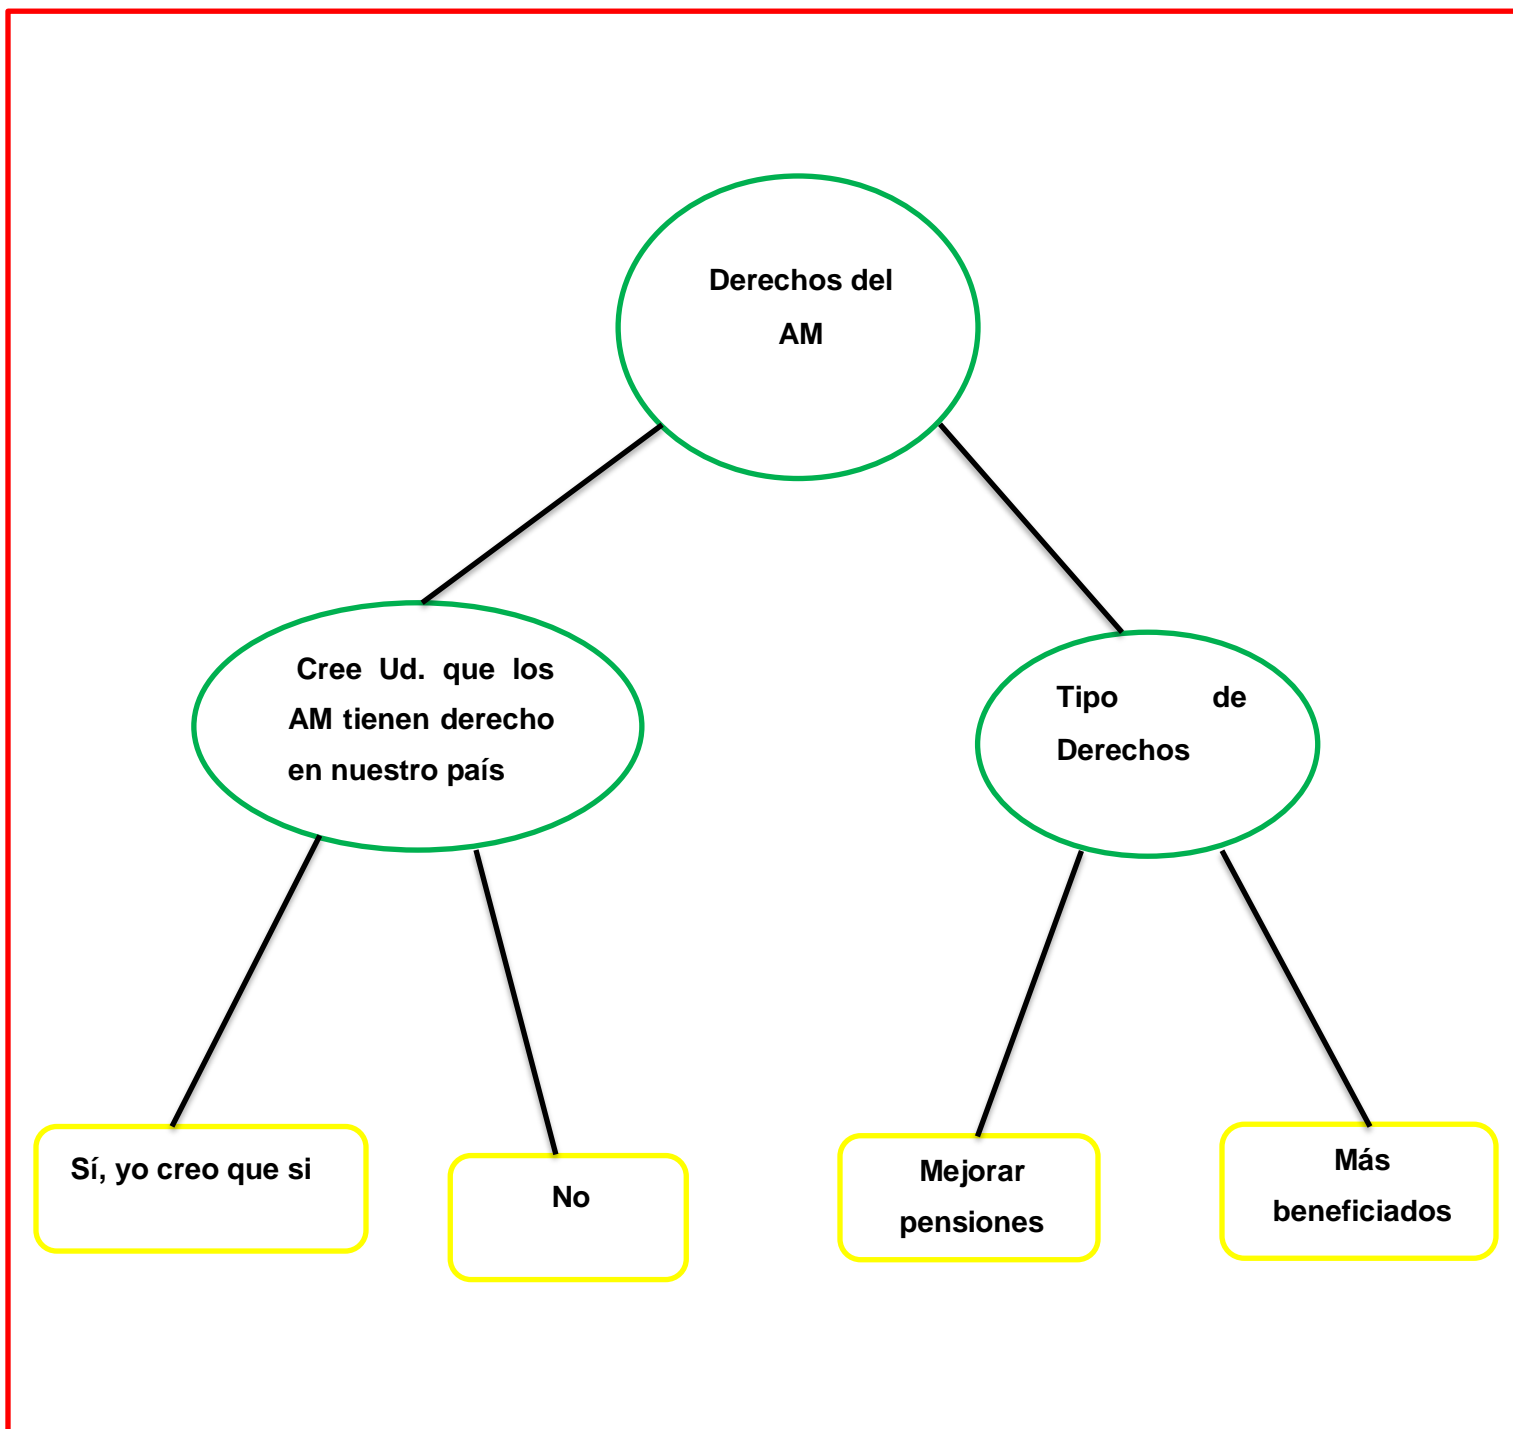 Derechos del
AM
Cree Ud. que los
AM tienen derecho
en nuestro país
Tipo de
Derechos
Sí, yo creo que si
No
Mejorar
pensiones
Más
beneficiados